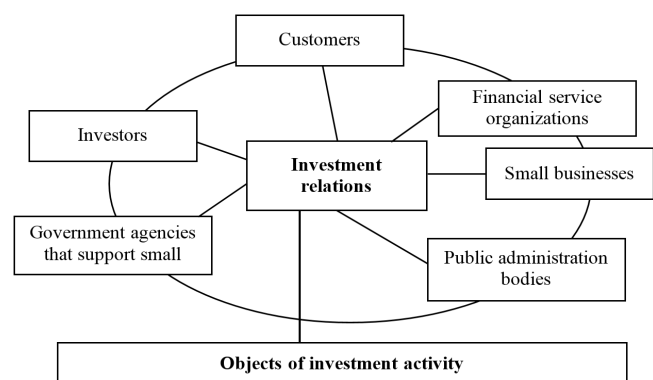 Customers
Financial service
organizations
Investors
Investment
relations
Small businesses
Government agencies
that support small
Public administration
bodies
Objects of investment activity